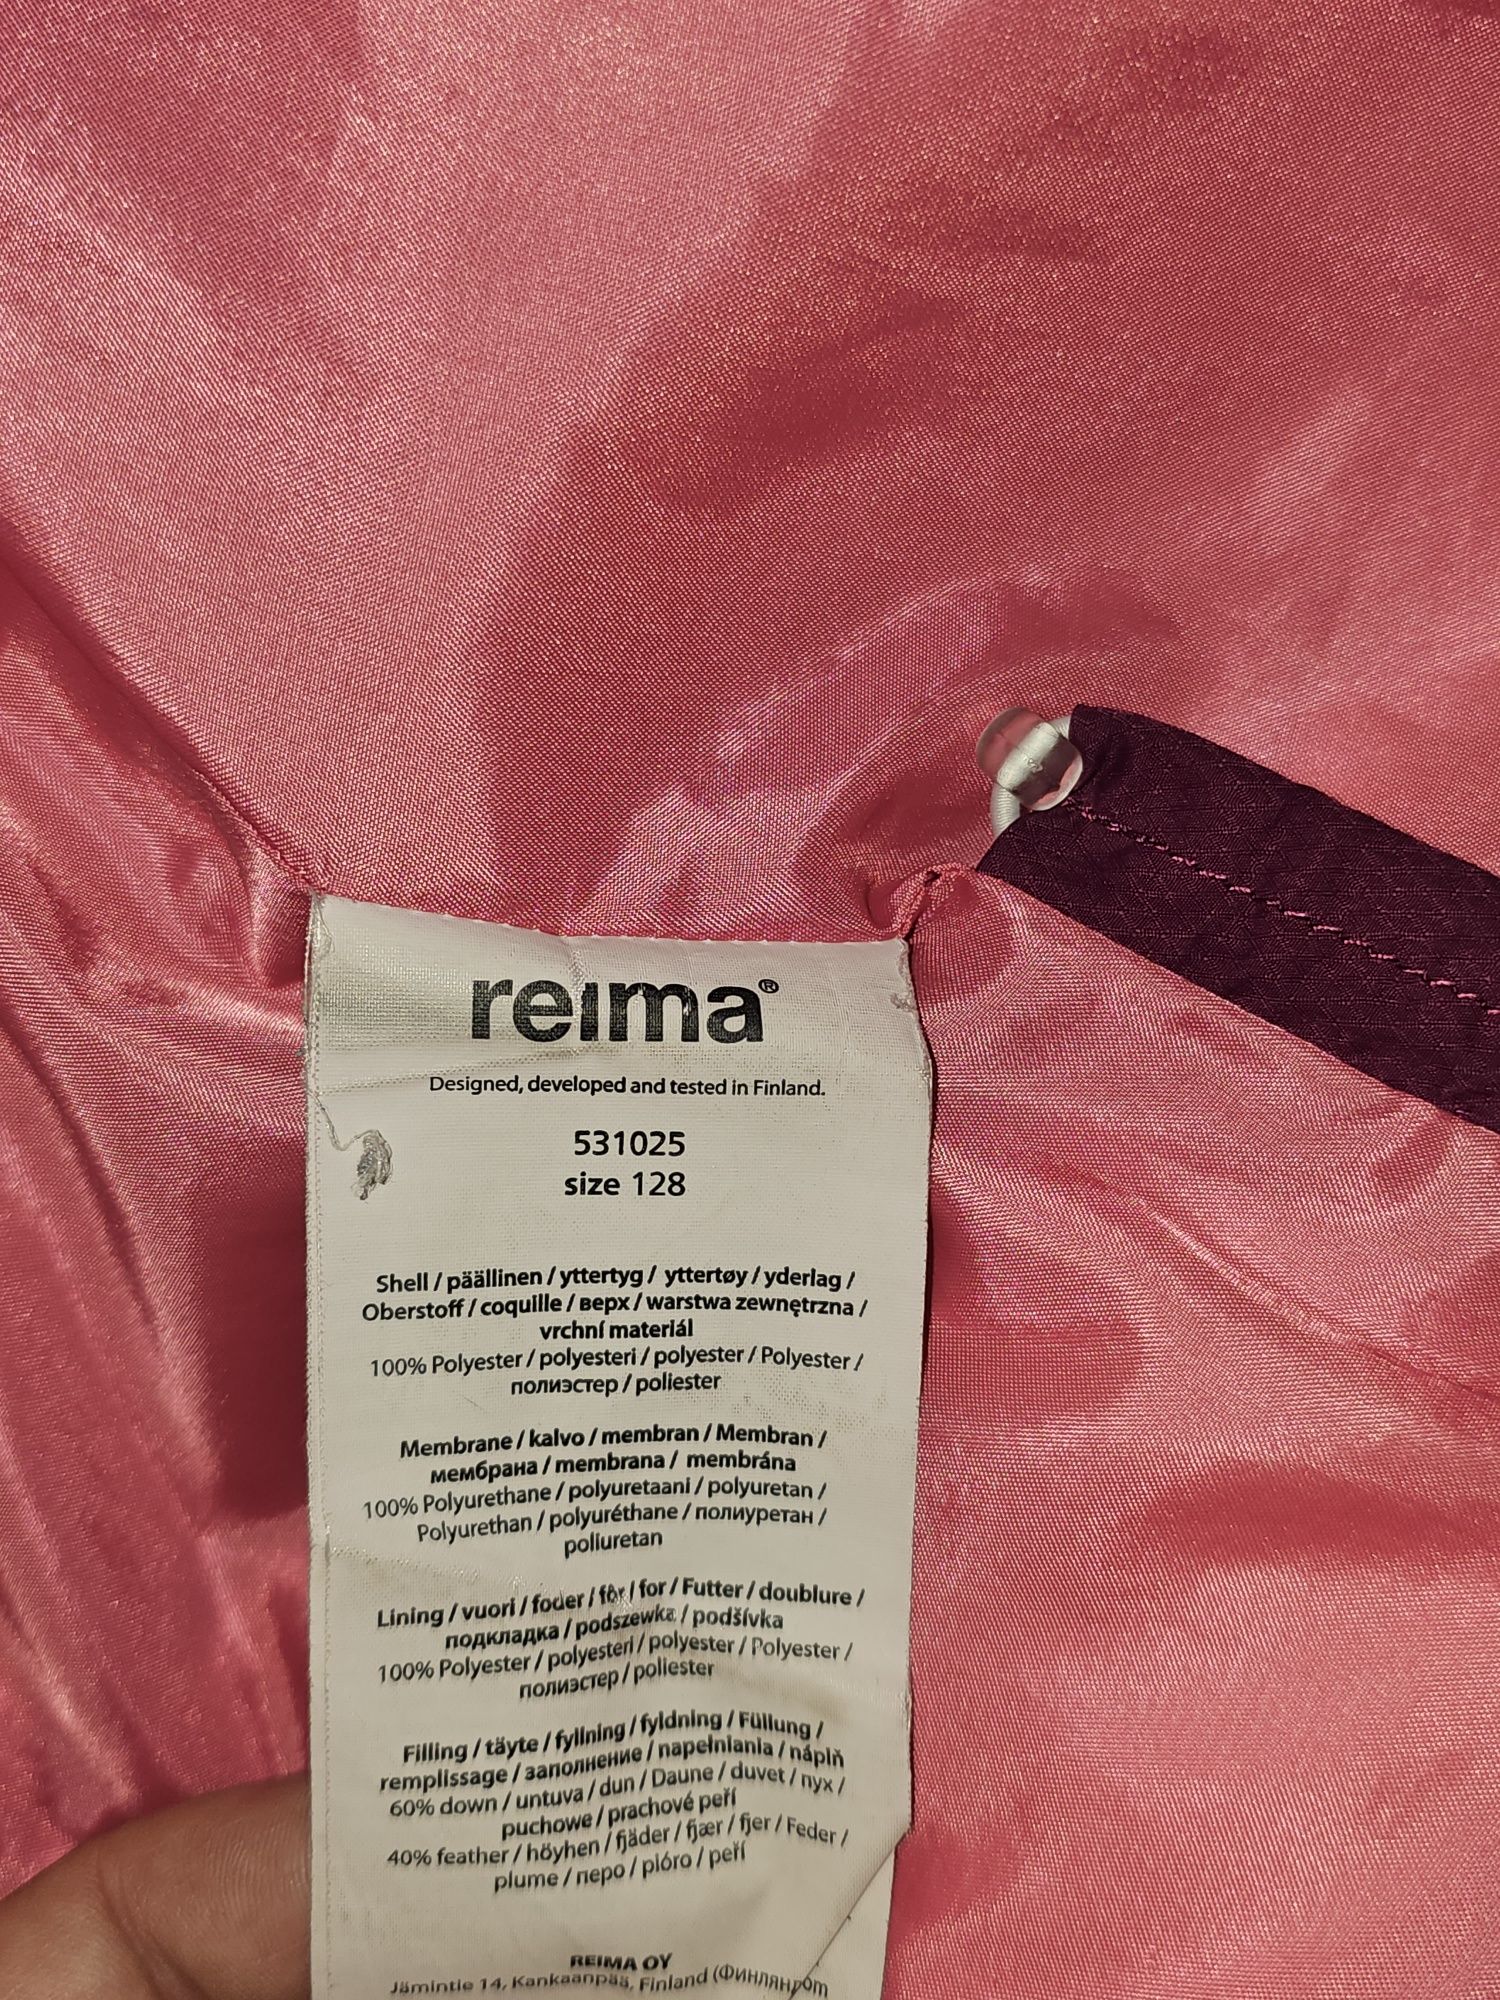 reima®
Designed, developed and tested in Finland.
531025
size 128
Shell / päällinen / yttertyg / yttertøy / yderlag /
Oberstoff / coquille / верх / warstwa zewnętrzna /
vrchní materiál
100% Polyester / polyesteri / polyester / Polyester /
полиэстер / poliester
Membrane / kalvo / membran / Membran /
мембрана / membrana / membrána
100% Polyurethane / polyuretaani / polyuretan /
Polyurethan / polyuréthane / полиуретан /
poliuretan
Lining / vuori / foder / fôr / for / Futter / doublure /
подкладка / podszewka / podšívka
100% Polyester / polyesteri / polyester / Polyester /
полиэстер / poliester
Filling / täyte / fyllning / fyldning / Füllung /
remplissage / заполнение / napełniania / náplň
60% down / untuva / dun / Daune / duvet / пух /
puchowe / prachové peří
40% feather / höyhen / fjäder / fjær / fjer / Feder /
plume / перо / pióro / peří
REIMA OY
Jämintie 14, Kankaanpää, Finland